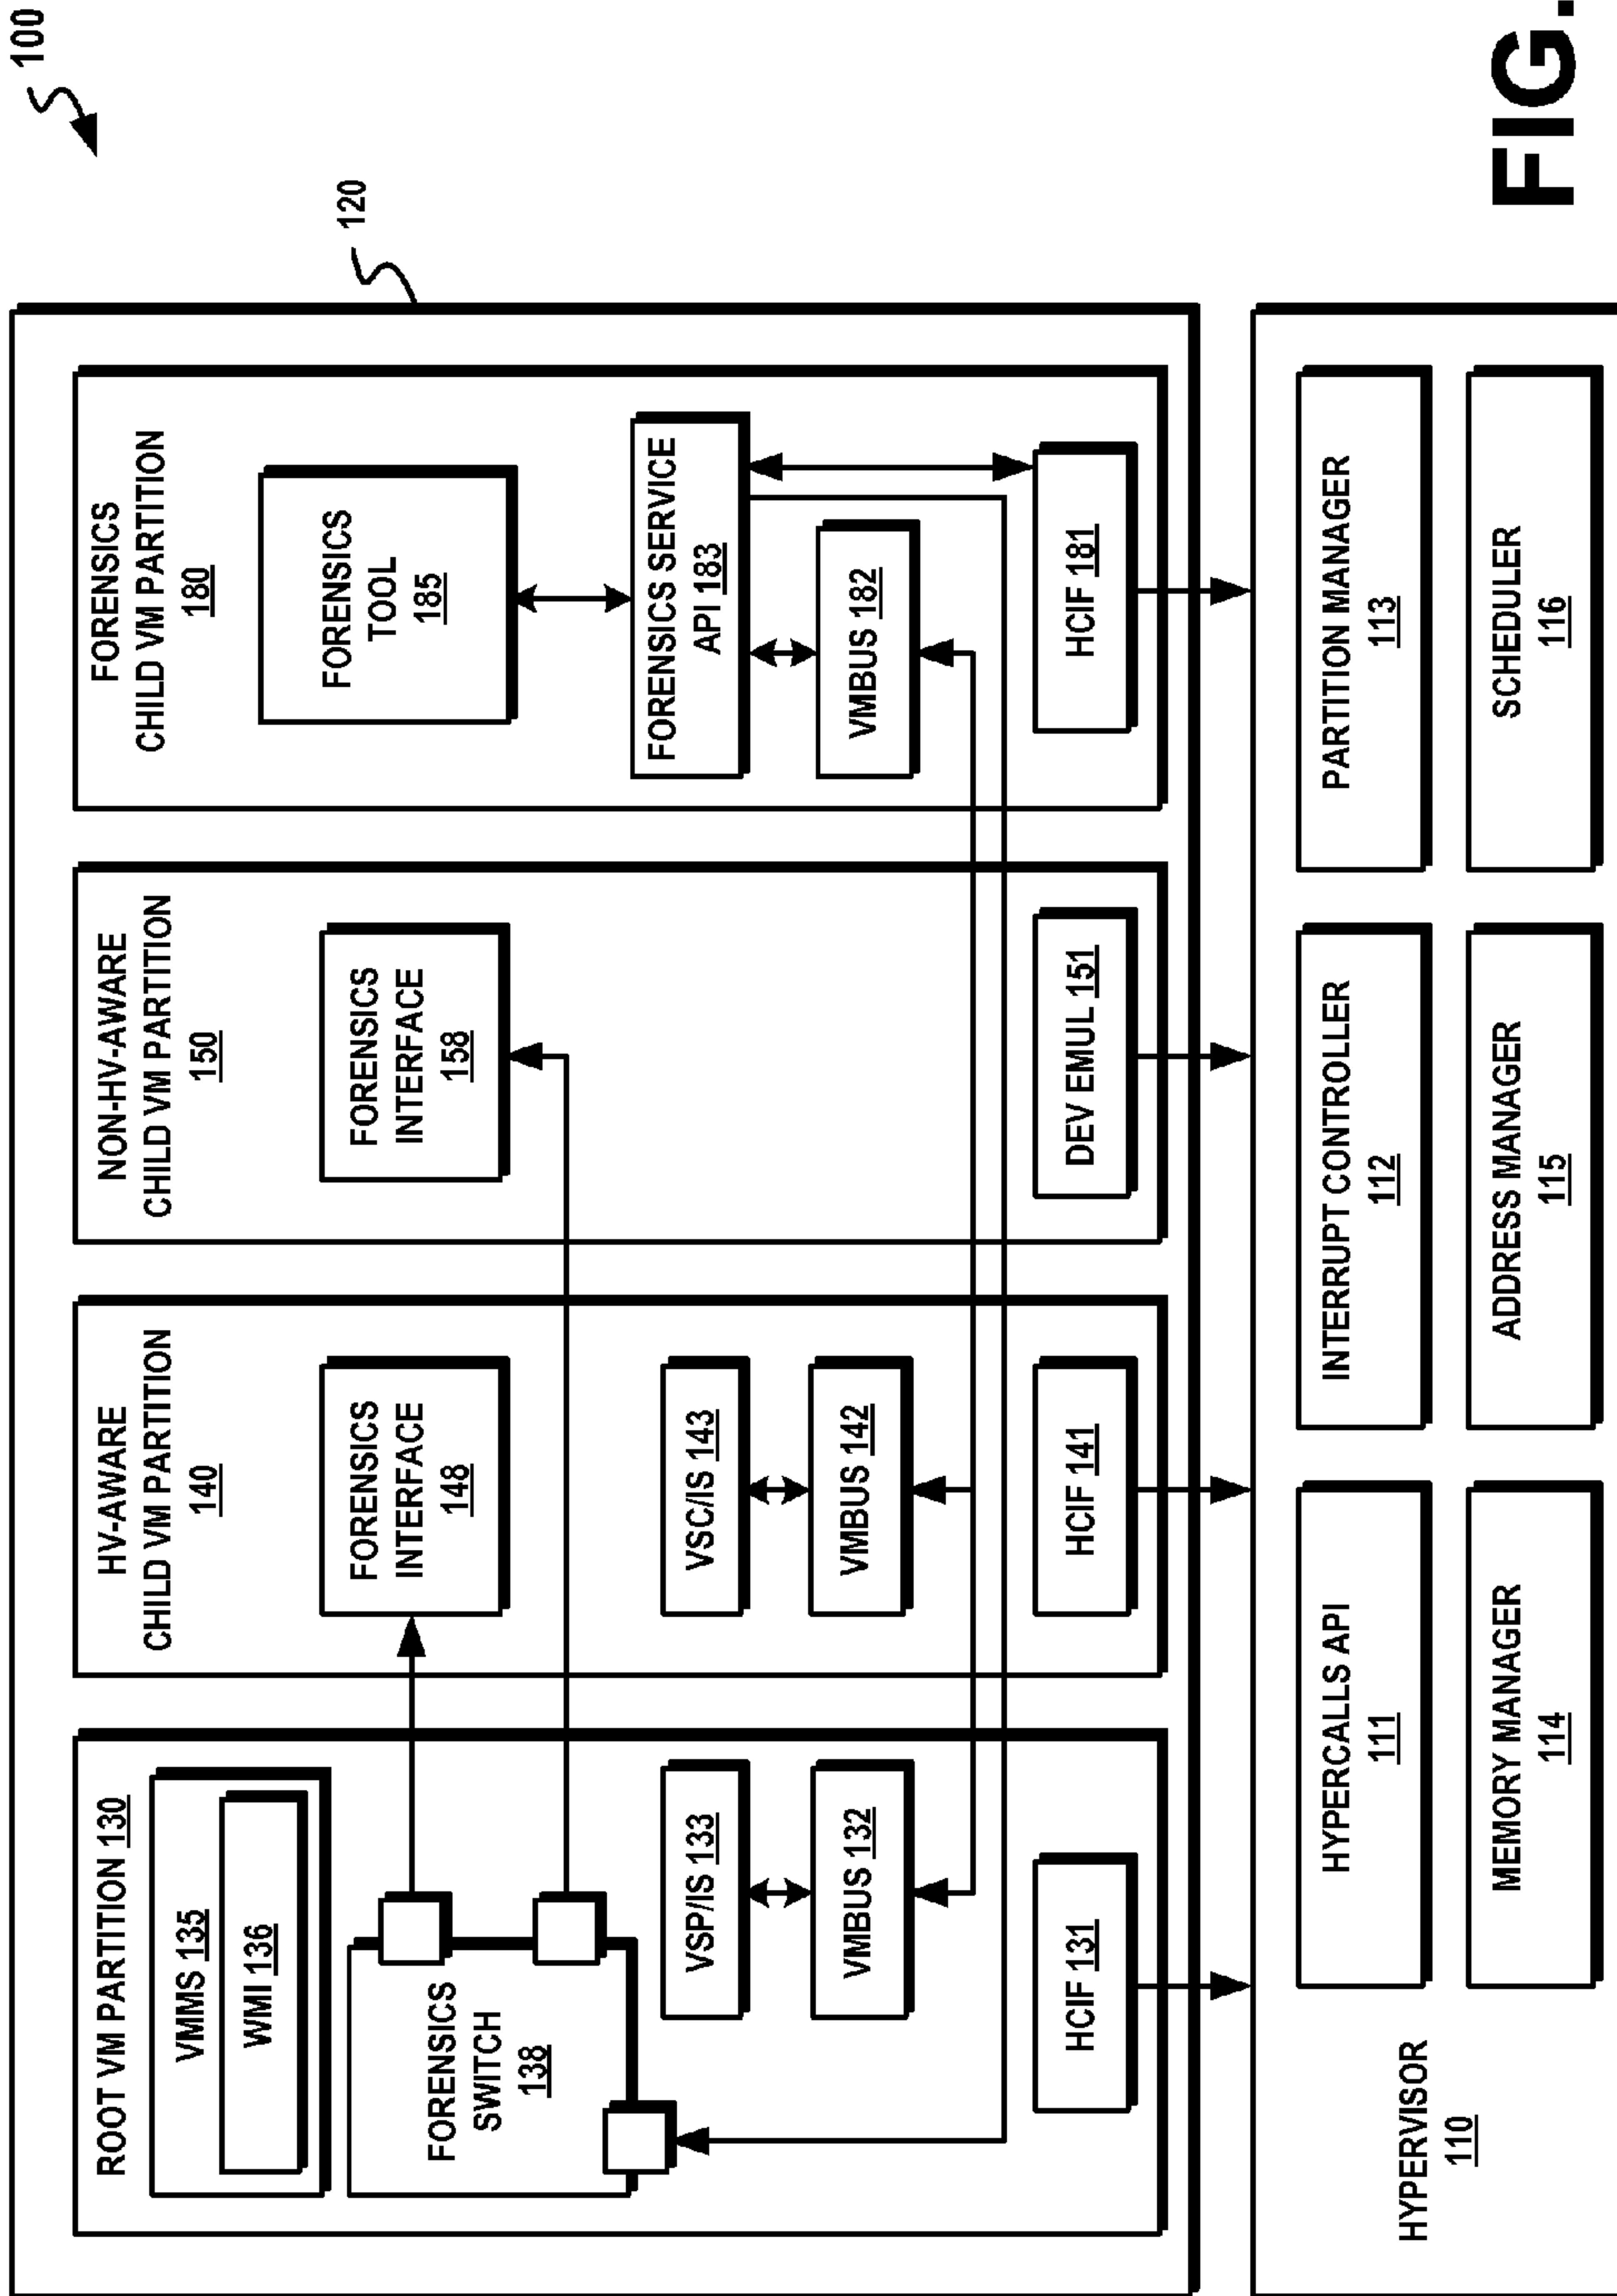 100
120
ROOT VM PARTITION 130
VMMS 135
WMI 136
FORENSICS
SWITCH
138
VSP/IS 133
VMBUS 132
HCIF 131
HV-AWARE
CHILD VM PARTITION
140
FORENSICS
INTERFACE
148
VSC/IS 143
VMBUS 142
HCIF 141
NON-HV-AWARE
CHILD VM PARTITION
150
FORENSICS
INTERFACE
158
DEV EMUL 151
FORENSICS
CHILD VM PARTITION
180
FORENSICS
TOOL
185
FORENSICS SERVICE
API 183
VMBUS 182
HCIF 181
HYPERVISOR
110
HYPERCALLS API
111
INTERRUPT CONTROLLER
112
PARTITION MANAGER
113
MEMORY MANAGER
114
ADDRESS MANAGER
115
SCHEDULER
116
FIG.